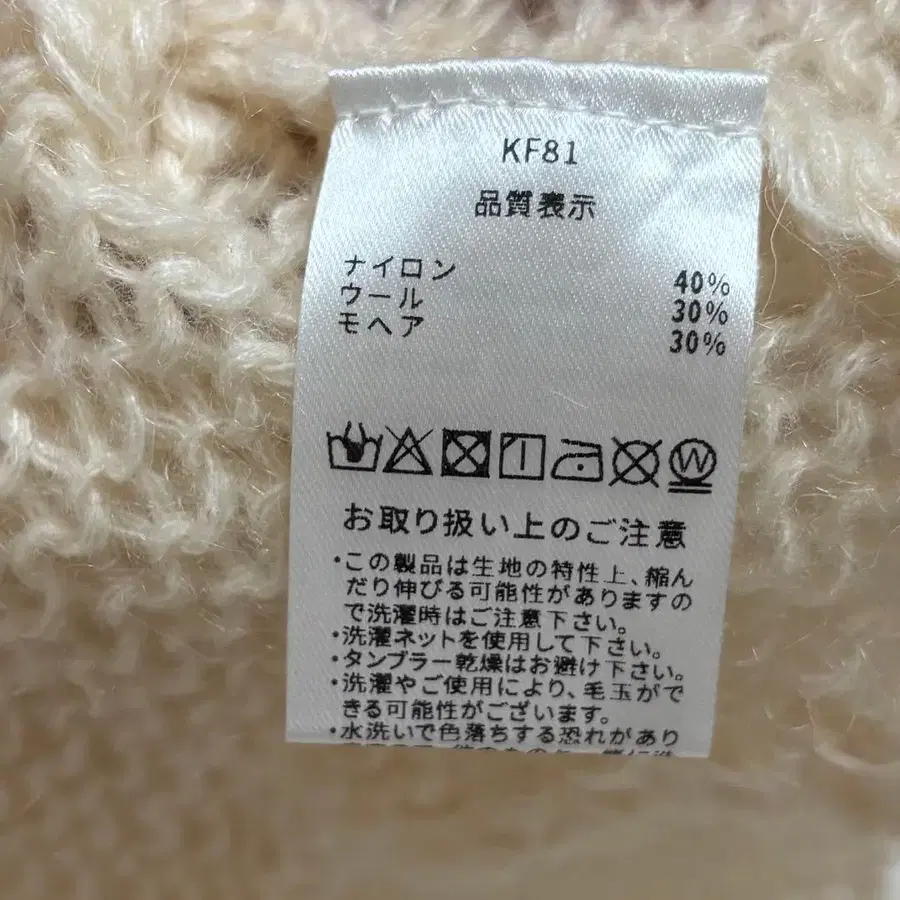 KF81
品質表示
ナイロン 40%
ウール 30%
モヘア 30%
W
お取り扱い上のご注意
・この製品は生地の特性上、縮ん
だり伸びる可能性がありますの
で洗濯時はご注意下さい。
・洗濯ネットを使用して下さい。
・タンブラー乾燥はお避け下さい。
・洗濯やご使用により、毛玉がで
きる可能性がございます。
・水洗いで色落ちする恐れがあり